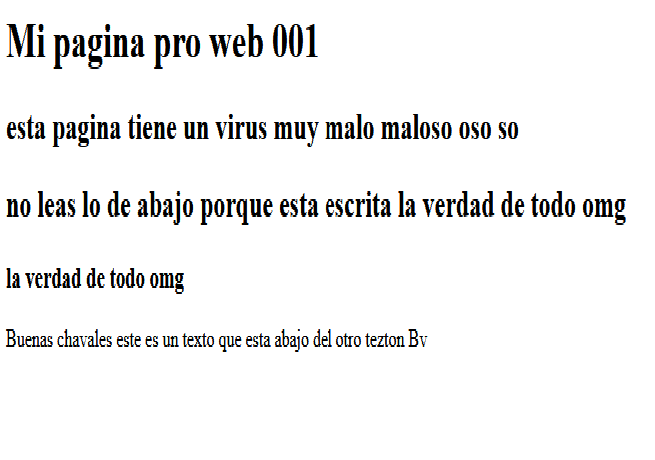 Mi pagina pro web 001
esta pagina tiene un virus muy malo maloso oso so
no leas lo de abajo porque esta escrita la verdad de todo omg
la verdad de todo omg
Buenas chavales este es un texto que esta abajo del otro tezton Bv